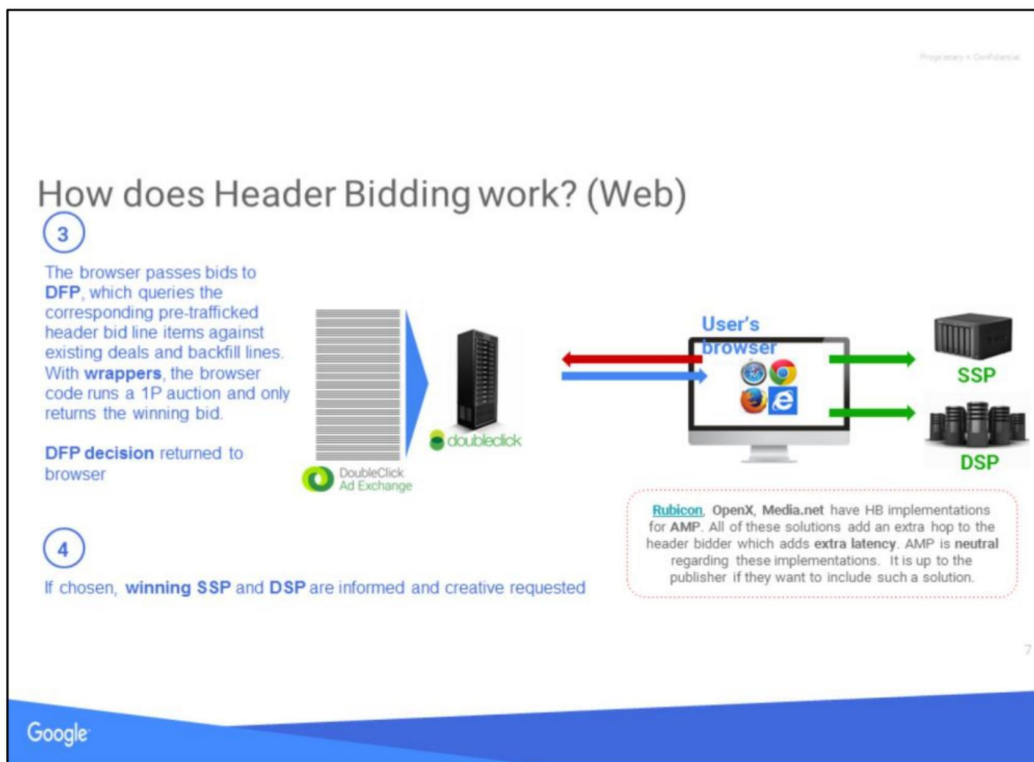 Proprietary + Confidential
How does Header Bidding work? (Web)
3
The browser passes bids to
DFP, which queries the
corresponding pre-trafficked
header bid line items against
existing deals and backfill lines.
With wrappers, the browser
code runs a 1P auction and only
returns the winning bid.
DFP decision returned to
browser
DoubleClick
Ad Exchange
doubleclick
User's
browser
SSP
DSP
Rubicon, OpenX, Media.net have HB implementations
for AMP. All of these solutions add an extra hop to the
header bidder which adds extra latency. AMP is neutral
regarding these implementations. It is up to the
publisher if they want to include such a solution.
4
If chosen, winning SSP and DSP are informed and creative requested
7
Google